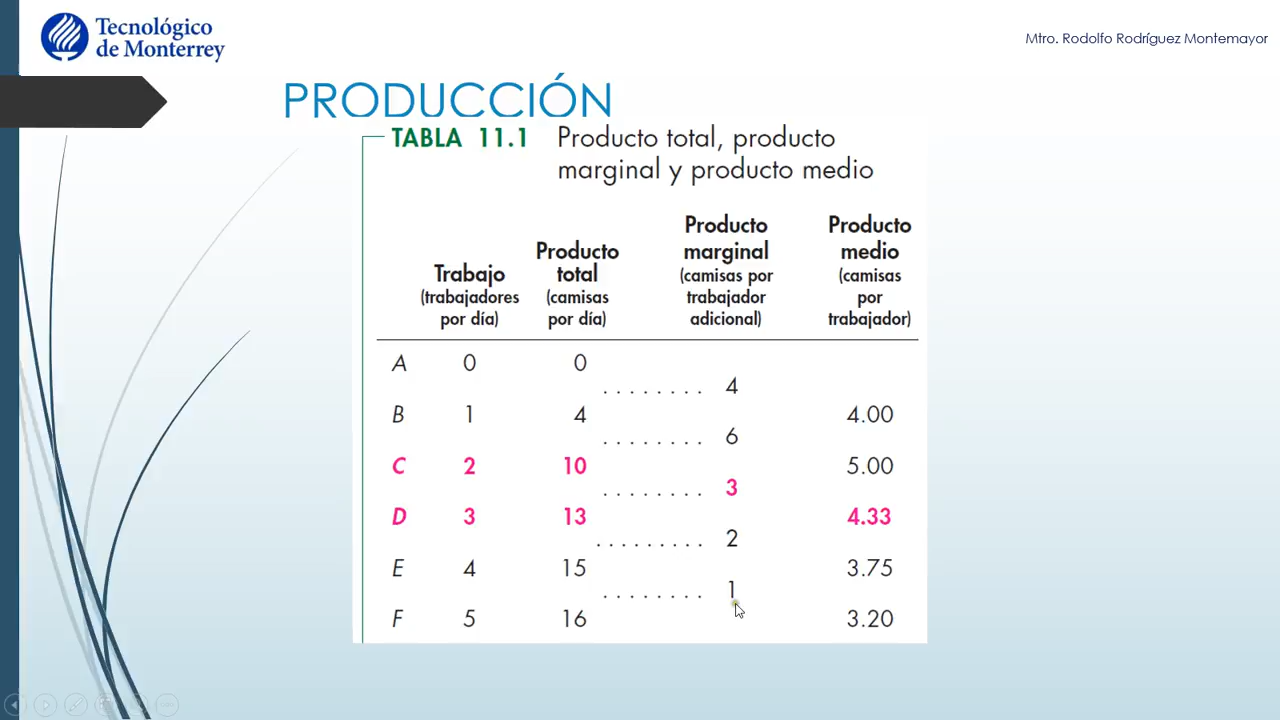 Tecnológico
de Monterrey
Mtro. Rodolfo Rodríguez Montemayor
PRODUCCIÓN
TABLA 11.1 Producto total, producto
marginal y producto medio
Trabajo (trabajadores por día) Producto total (camisas por día) Producto marginal (camisas por trabajador adicional) Producto medio (camisas por trabajador)
A 0 0
4
B 1 4 4.00
6
C 2 10 5.00
3
D 3 13 4.33
2
E 4 15 3.75
1
F 5 16 3.20